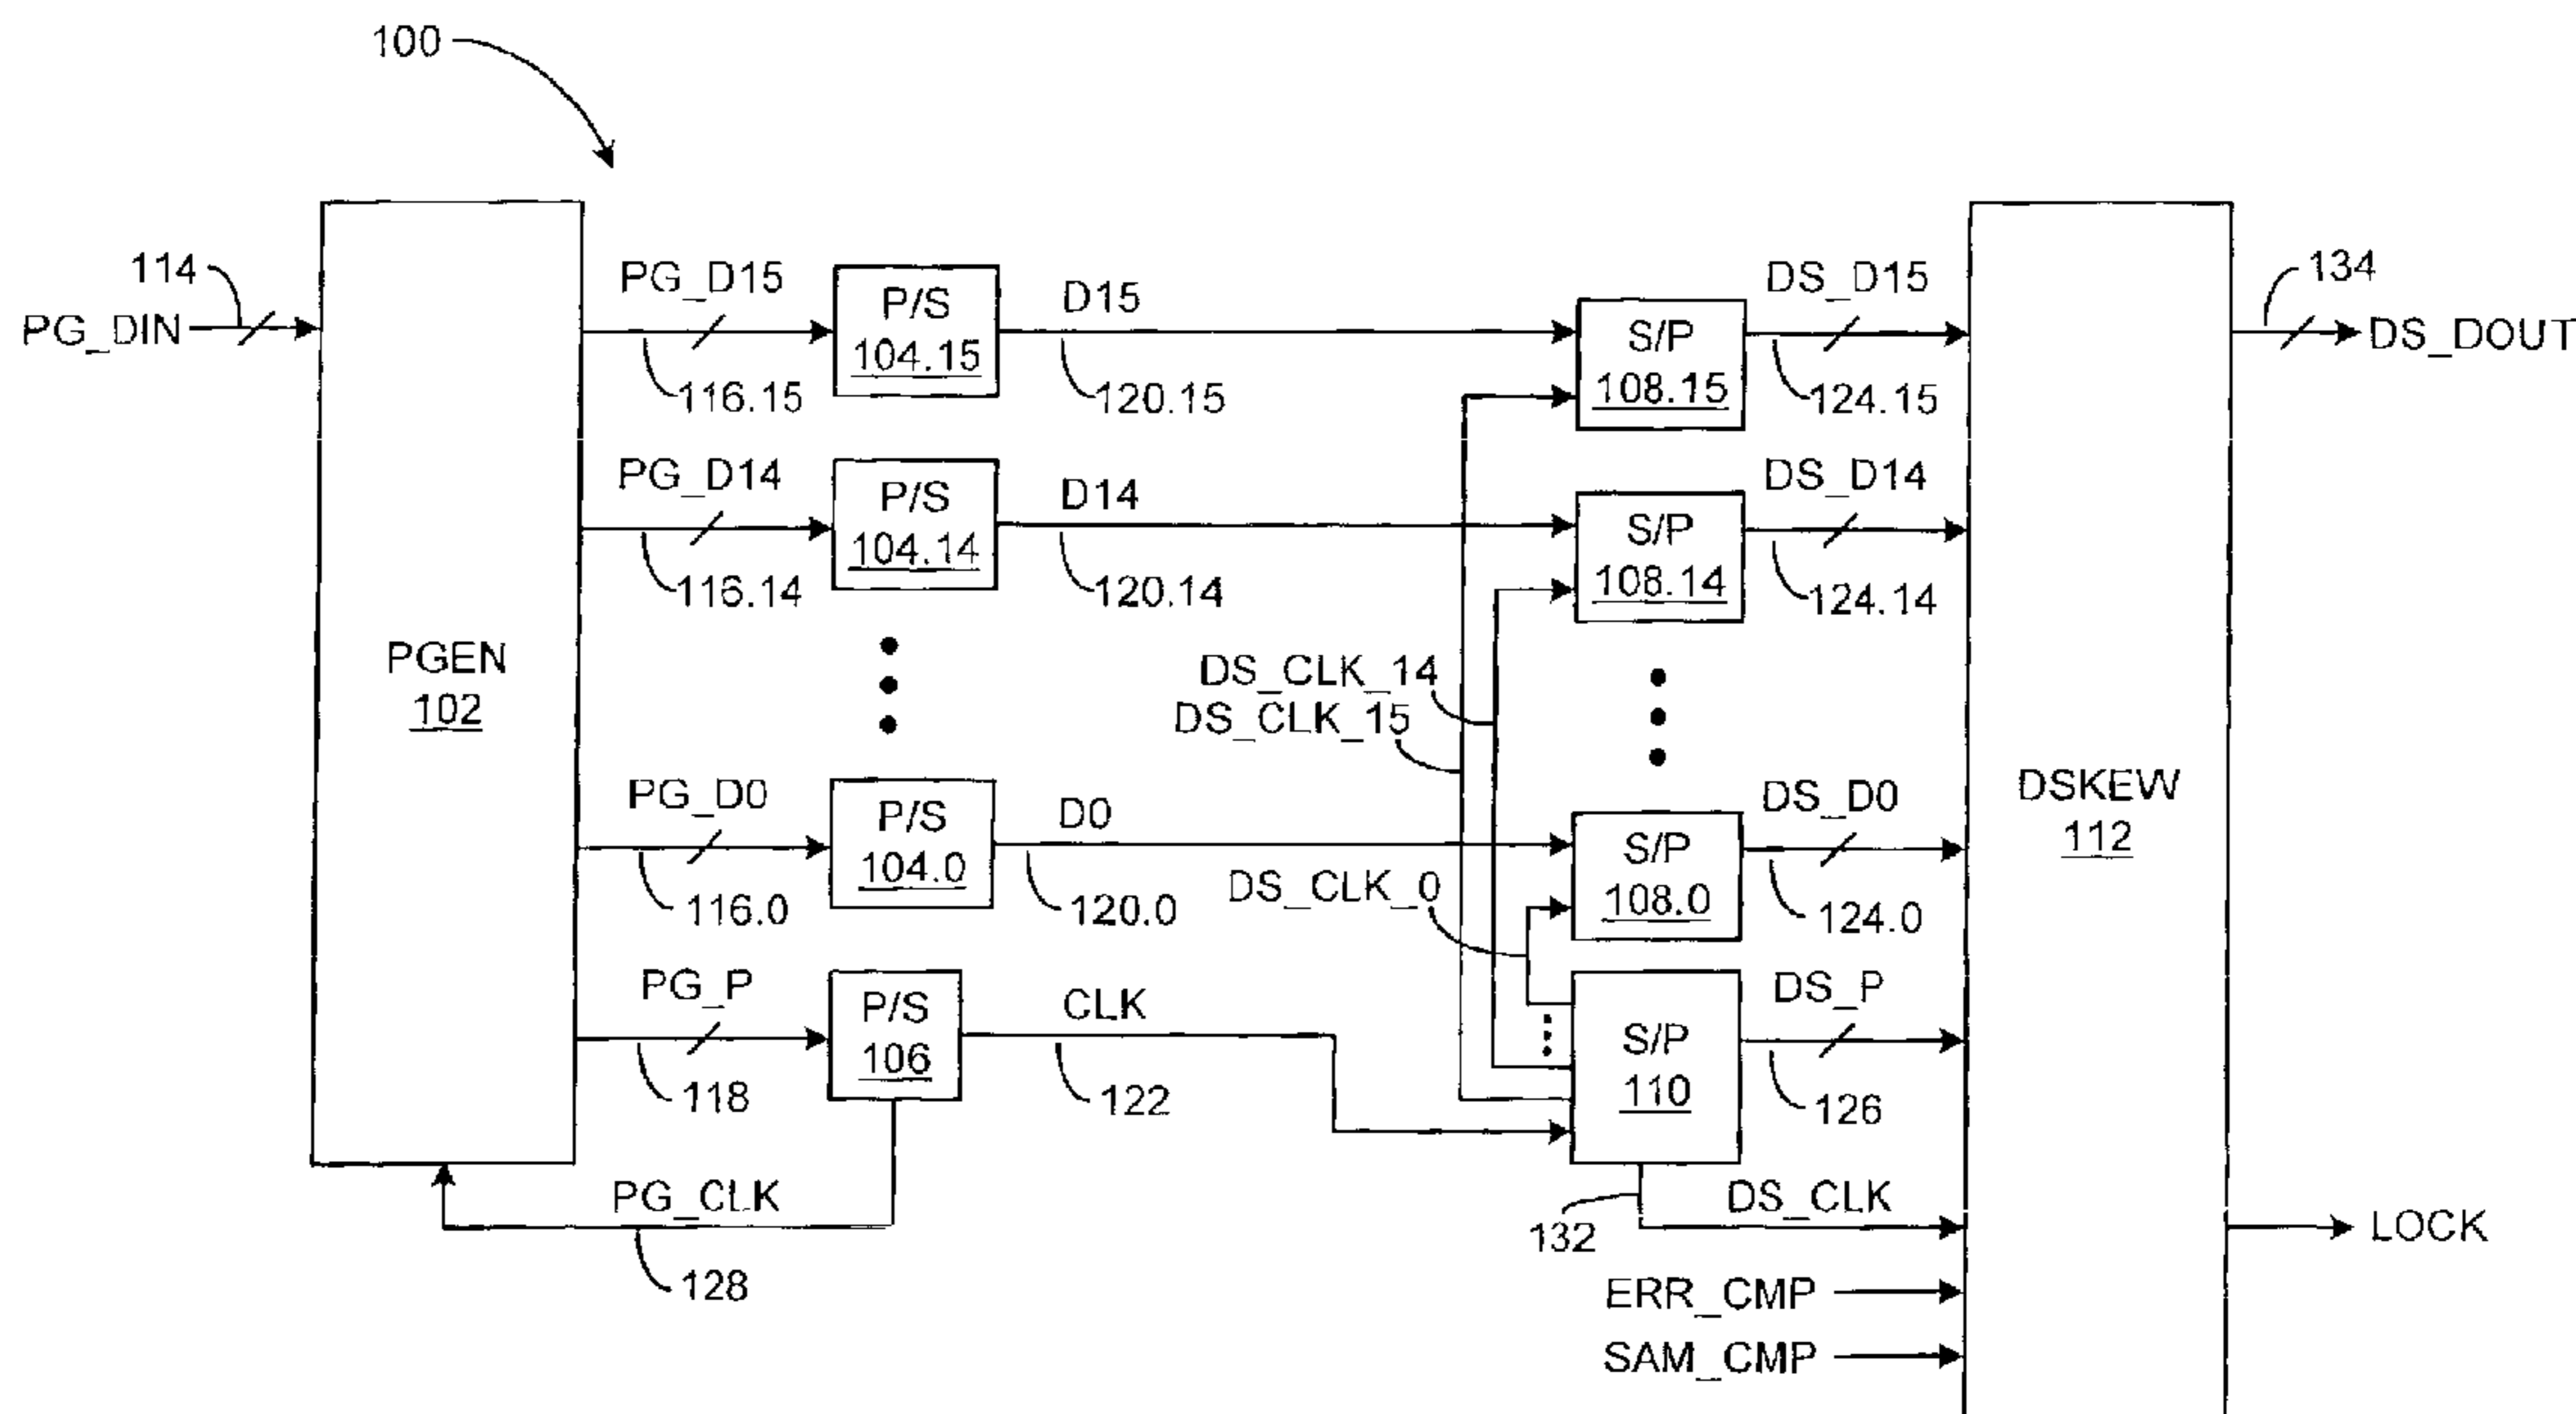 100
114
PG_DIN
PGEN
102
PG_D15
116.15
P/S
104.15
D15
120.15
S/P
108.15
DS_D15
124.15
134
DS_DOUT
PG_D14
116.14
P/S
104.14
D14
120.14
S/P
108.14
DS_D14
124.14
DS_CLK_14
DS_CLK_15
DSKEW
112
PG_D0
116.0
P/S
104.0
D0
120.0
DS_CLK_0
S/P
108.0
DS_D0
124.0
PG_P
118
P/S
106
CLK
122
S/P
110
DS_P
126
PG_CLK
128
132
DS_CLK
LOCK
ERR_CMP
SAM_CMP